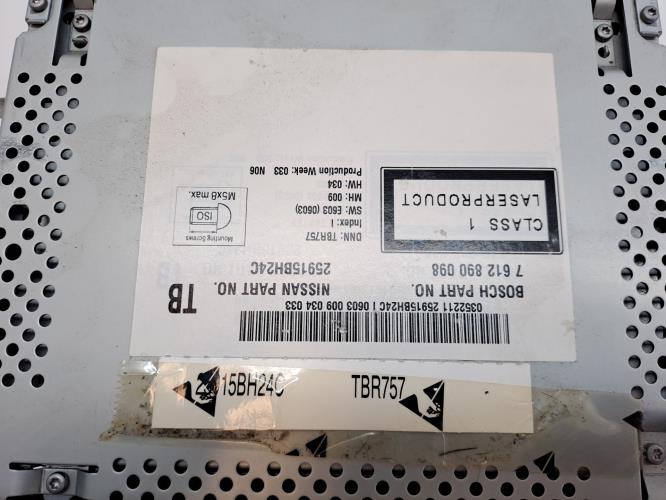 0352211 25915BH24C I 0603 009 034 033
BOSCH PART NO. NISSAN PART NO. TB
7 612 890 098 25915BH24C
DNN: TBR757
Index: I
SW: E603 (0603)
MH: 009
HW: 034
Production Week: 033 N06
CLASS 1
LASERPRODUCT
Mounting Screws
ISO
M5x8 max.
15BH24C TBR757